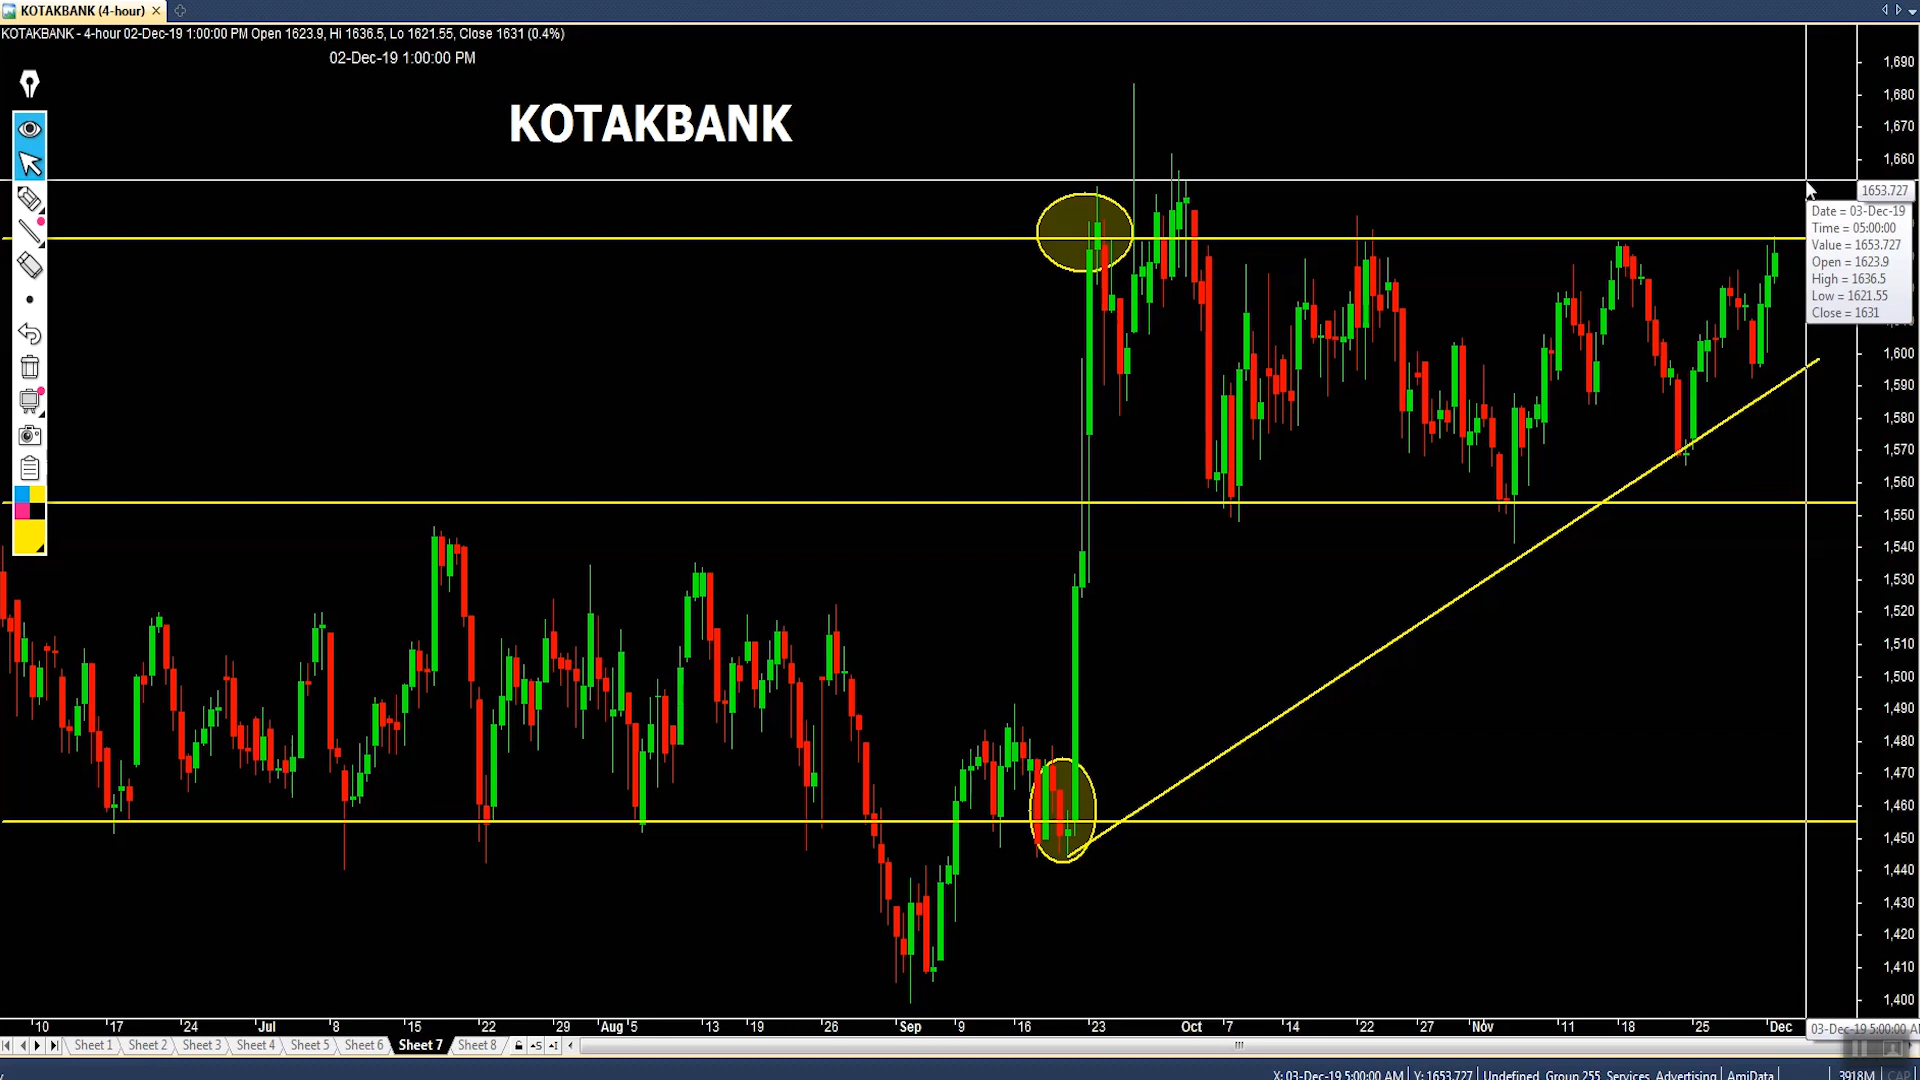 KOTAKBANK (4-hour)
KOTAKBANK - 4-hour 02-Dec-19 1:00:00 PM Open 1623.9, Hi 1636.5, Lo 1621.55, Close 1631 (0.4%)
02-Dec-19 1:00:00 PM
KOTAKBANK
1,690
1,680
1,670
1,660
1653.727
Date = 03-Dec-19
Time = 05:00:00
Value = 1653.727
Open = 1623.9
High = 1636.5
Low = 1621.55
Close = 1631
1,600
1,590
1,580
1,570
1,560
1,550
1,540
1,530
1,520
1,510
1,500
1,490
1,480
1,470
1,460
1,450
1,440
1,430
1,420
1,410
1,400
10 17 24 Jul 8 15 22 29 Aug 5 13 19 26 Sep 9 16 23 Oct 7 14 22 27 Nov 11 18 25 Dec 03-Dec-19 5:00:00
Sheet 1 Sheet 2 Sheet 3 Sheet 4 Sheet 5 Sheet 6 Sheet 7 Sheet 8
X: 03-Dec-19 5:00:00 AM Y: 1653.727 Undefined, Group 255, Services, Advertising AmiData 3918M CAP